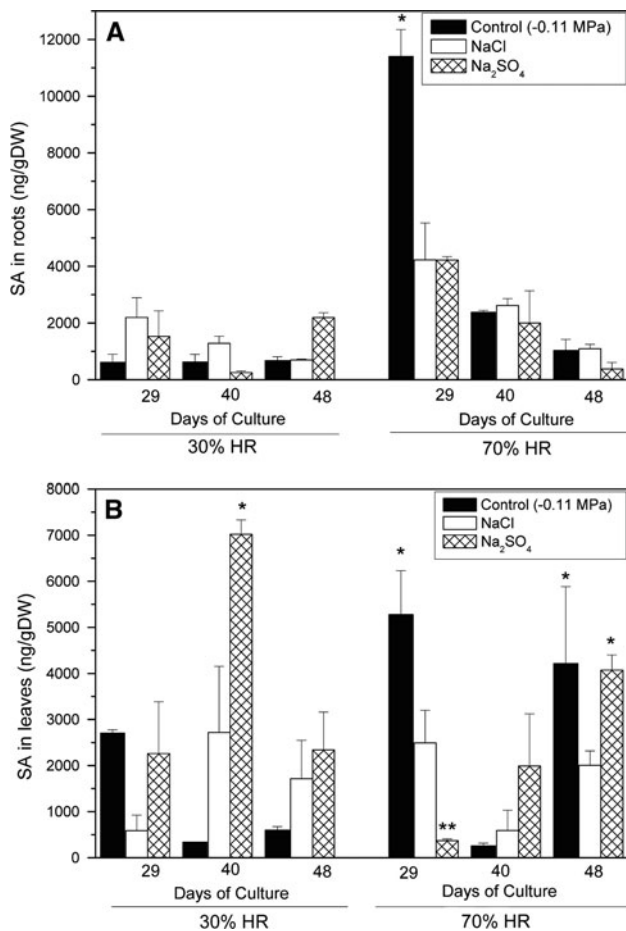 A
Control (-0.11 MPa)
NaCl
Na₂SO₄
*
12000
10000
8000
6000
4000
2000
0
SA in roots (ng/gDW)
29 40 48 29 40 48
Days of Culture Days of Culture
30% HR 70% HR
B
Control (-0.11 MPa)
NaCl
Na₂SO₄
* * * * **
8000
7000
6000
5000
4000
3000
2000
1000
0
SA in leaves (ng/gDW)
29 40 48 29 40 48
Days of Culture Days of Culture
30% HR 70% HR